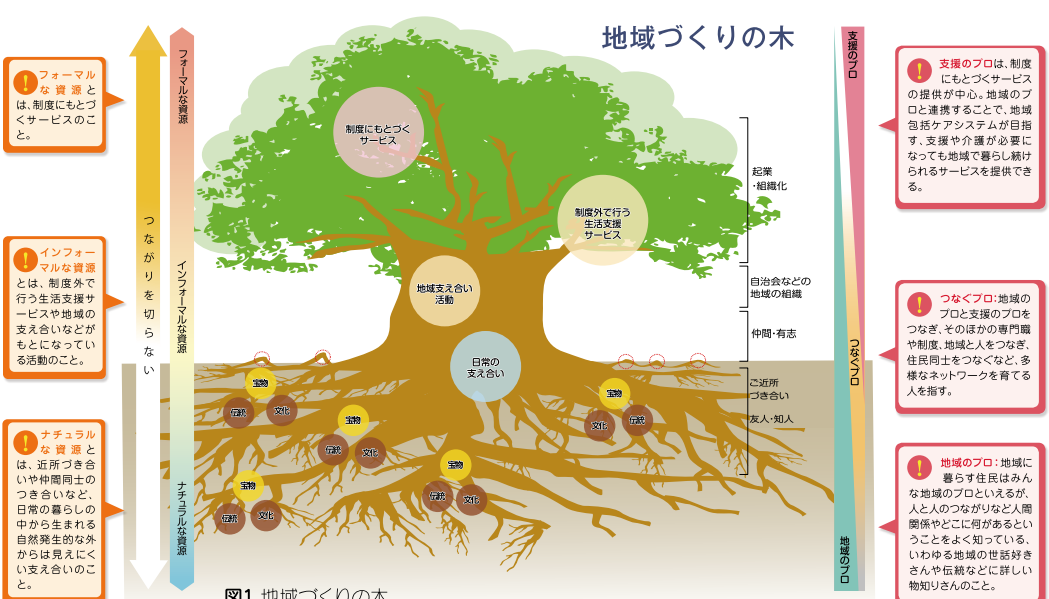 地域づくりの木
フォーマル
な資源と
は、制度にもとづ
くサービスのこ
と。
インフォー
マルな資源
とは、制度外で
行う生活支援サ
ービスや地域の
支え合いなどが
もとになってい
る活動のこと。
ナチュラル
な資源と
は、近所づき合
いや仲間同士の
つき合いなど、
日常の暮らしの
中から生まれる
自然発生的な外
からは見えにく
い支え合いのこ
と。
つながりを切らない
フォーマルな資源
インフォーマルな資源
ナチュラルな資源
制度にもとづく
サービス
制度外で行う
生活支援
サービス
地域支え合い
活動
日常の
支え合い
宝物
伝統
文化
宝物
伝統
文化
宝物
伝統
文化
宝物
伝統
文化
宝物
文化
伝統
起業
・組織化
自治会などの
地域の組織
仲間・有志
ご近所
づき合い
友人・知人
支援のプロ
つなぐプロ
地域のプロ
支援のプロは、制度
にもとづくサービス
の提供が中心。地域のプ
ロと連携することで、地域
包括ケアシステムが目指
す、支援や介護が必要に
なっても地域で暮らし続け
られるサービスを提供でき
る。
つなぐプロ：地域の
プロと支援のプロを
つなぎ、そのほかの専門職
や制度、地域と人をつなぎ、
住民同士をつなぐなど、多
様なネットワークを育てる
人を指す。
地域のプロ：地域に
暮らす住民はみん
な地域のプロといえるが、
人と人のつながりなど人間
関係やどこに何があるとい
うことをよく知っている、
いわゆる地域の世話好き
さんや伝統などに詳しい
物知りさんのこと。
図1 地域づくりの木